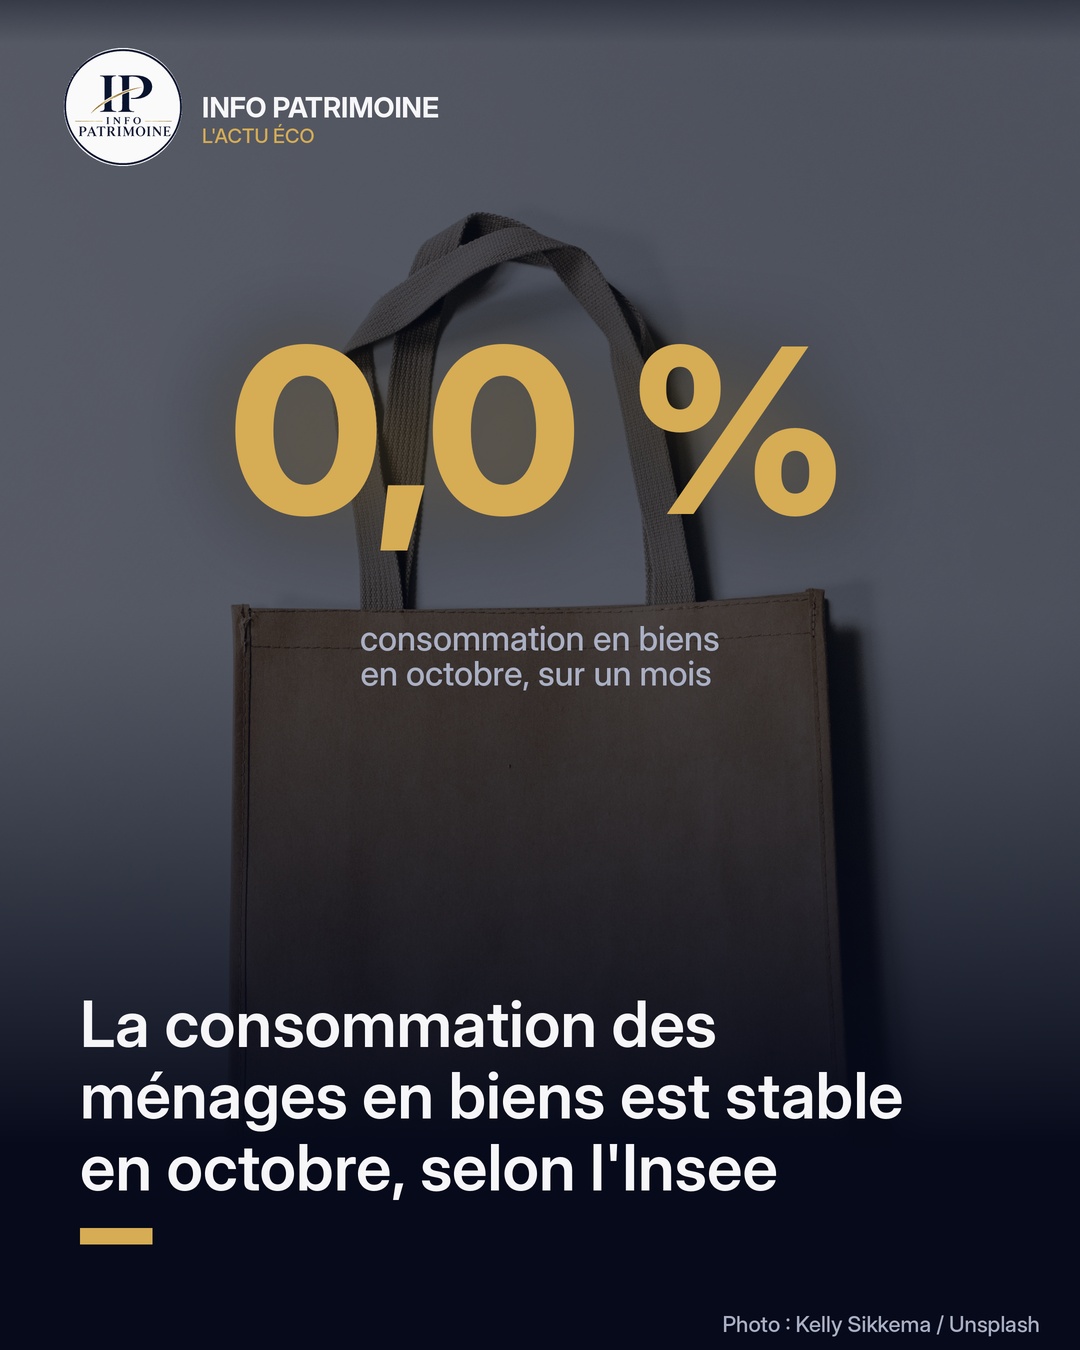 IP
INFO
PATRIMOINE
INFO PATRIMOINE
L'ACTU ÉCO
0,0 %
consommation en biens
en octobre, sur un mois
La consommation des
ménages en biens est stable
en octobre, selon l'Insee
Photo : Kelly Sikkema / Unsplash